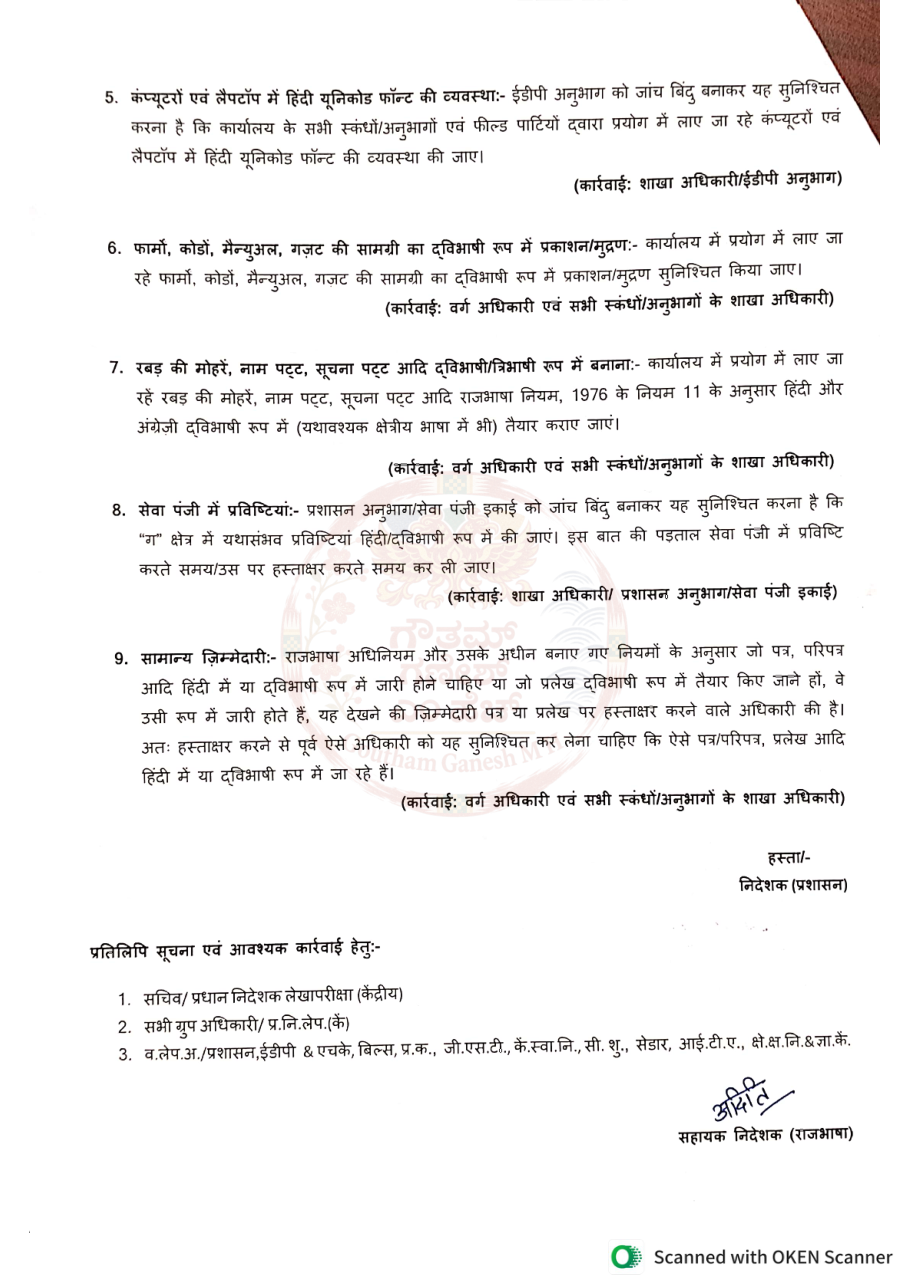 5. कंप्यूटरों एवं लैपटॉप में हिंदी यूनिकोड फॉन्ट की व्यवस्था:- ईडीपी अनुभाग को जांच बिंदु बनाकर यह सुनिश्चित
करना है कि कार्यालय के सभी स्कंधों/अनुभागों एवं फील्ड पार्टियों द्वारा प्रयोग में लाए जा रहे कंप्यूटरों एवं
लैपटॉप में हिंदी यूनिकोड फॉन्ट की व्यवस्था की जाए।
(कार्रवाई: शाखा अधिकारी/ईडीपी अनुभाग)
6. फार्मो, कोडों, मैन्युअल, गज़ट की सामग्री का द्विभाषी रूप में प्रकाशन/मुद्रण:- कार्यालय में प्रयोग में लाए जा
रहे फार्मो, कोडों, मैन्युअल, गज़ट की सामग्री का द्विभाषी रूप में प्रकाशन/मुद्रण सुनिश्चित किया जाए।
(कार्रवाई: वर्ग अधिकारी एवं सभी स्कंधों/अनुभागों के शाखा अधिकारी)
7. रबड़ की मोहरें, नाम पट्ट, सूचना पट्ट आदि द्विभाषी/त्रिभाषी रूप में बनाना:- कार्यालय में प्रयोग में लाए जा
रहें रबड़ की मोहरें, नाम पट्ट, सूचना पट्ट आदि राजभाषा नियम, 1976 के नियम 11 के अनुसार हिंदी और
अंग्रेज़ी द्विभाषी रूप में (यथावश्यक क्षेत्रीय भाषा में भी) तैयार कराए जाएं।
(कार्रवाई: वर्ग अधिकारी एवं सभी स्कंधों/अनुभागों के शाखा अधिकारी)
8. सेवा पंजी में प्रविष्टियां:- प्रशासन अनुभाग/सेवा पंजी इकाई को जांच बिंदु बनाकर यह सुनिश्चित करना है कि
"ग" क्षेत्र में यथासंभव प्रविष्टियां हिंदी/द्विभाषी रूप में की जाएं। इस बात की पड़ताल सेवा पंजी में प्रविष्टि
करते समय/उस पर हस्ताक्षर करते समय कर ली जाए।
(कार्रवाई: शाखा अधिकारी/ प्रशासन अनुभाग/सेवा पंजी इकाई)
ಗೌತಮ್
ಗಣೇಶ್
9. सामान्य ज़िम्मेदारी:- राजभाषा अधिनियम और उसके अधीन बनाए गए नियमों के अनुसार जो पत्र, परिपत्र
आदि हिंदी में या द्विभाषी रूप में जारी होने चाहिए या जो प्रलेख द्विभाषी रूप में तैयार किए जाने हों, वे
उसी रूप में जारी होते हैं, यह देखने की ज़िम्मेदारी पत्र या प्रलेख पर हस्ताक्षर करने वाले अधिकारी की है।
अतः हस्ताक्षर करने से पूर्व ऐसे अधिकारी को यह सुनिश्चित कर लेना चाहिए कि ऐसे पत्र/परिपत्र, प्रलेख आदि
हिंदी में या द्विभाषी रूप में जा रहे हैं।
Goutham Ganesh M
(कार्रवाई: वर्ग अधिकारी एवं सभी स्कंधों/अनुभागों के शाखा अधिकारी)
हस्ता/-
निदेशक (प्रशासन)
प्रतिलिपि सूचना एवं आवश्यक कार्रवाई हेतु:-
1. सचिव/ प्रधान निदेशक लेखापरीक्षा (केंद्रीय)
2. सभी ग्रुप अधिकारी/ प्र.नि.लेप.(कें)
3. व.लेप.अ./प्रशासन,ईडीपी & एचके, बिल्स, प्र.क., जी.एस.टी., कें.स्वा.नि., सी. शु., सेडार, आई.टी.ए., क्षे.क्ष.नि.&ज्ञा.कें.
अदिति
सहायक निदेशक (राजभाषा)
Scanned with OKEN Scanner